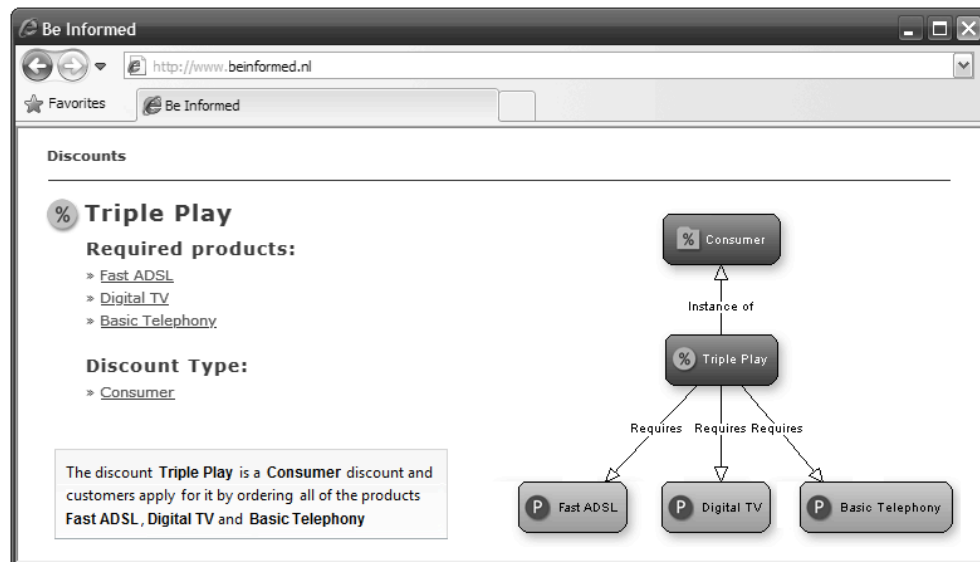 Be Informed
http://www.beinformed.nl
Favorites
Be Informed
Discounts
% Triple Play
Required products:
» Fast ADSL
» Digital TV
» Basic Telephony
Discount Type:
» Consumer
The discount Triple Play is a Consumer discount and
customers apply for it by ordering all of the products
Fast ADSL, Digital TV and Basic Telephony
% Consumer
Instance of
% Triple Play
Requires Requires Requires
P Fast ADSL
P Digital TV
P Basic Telephony